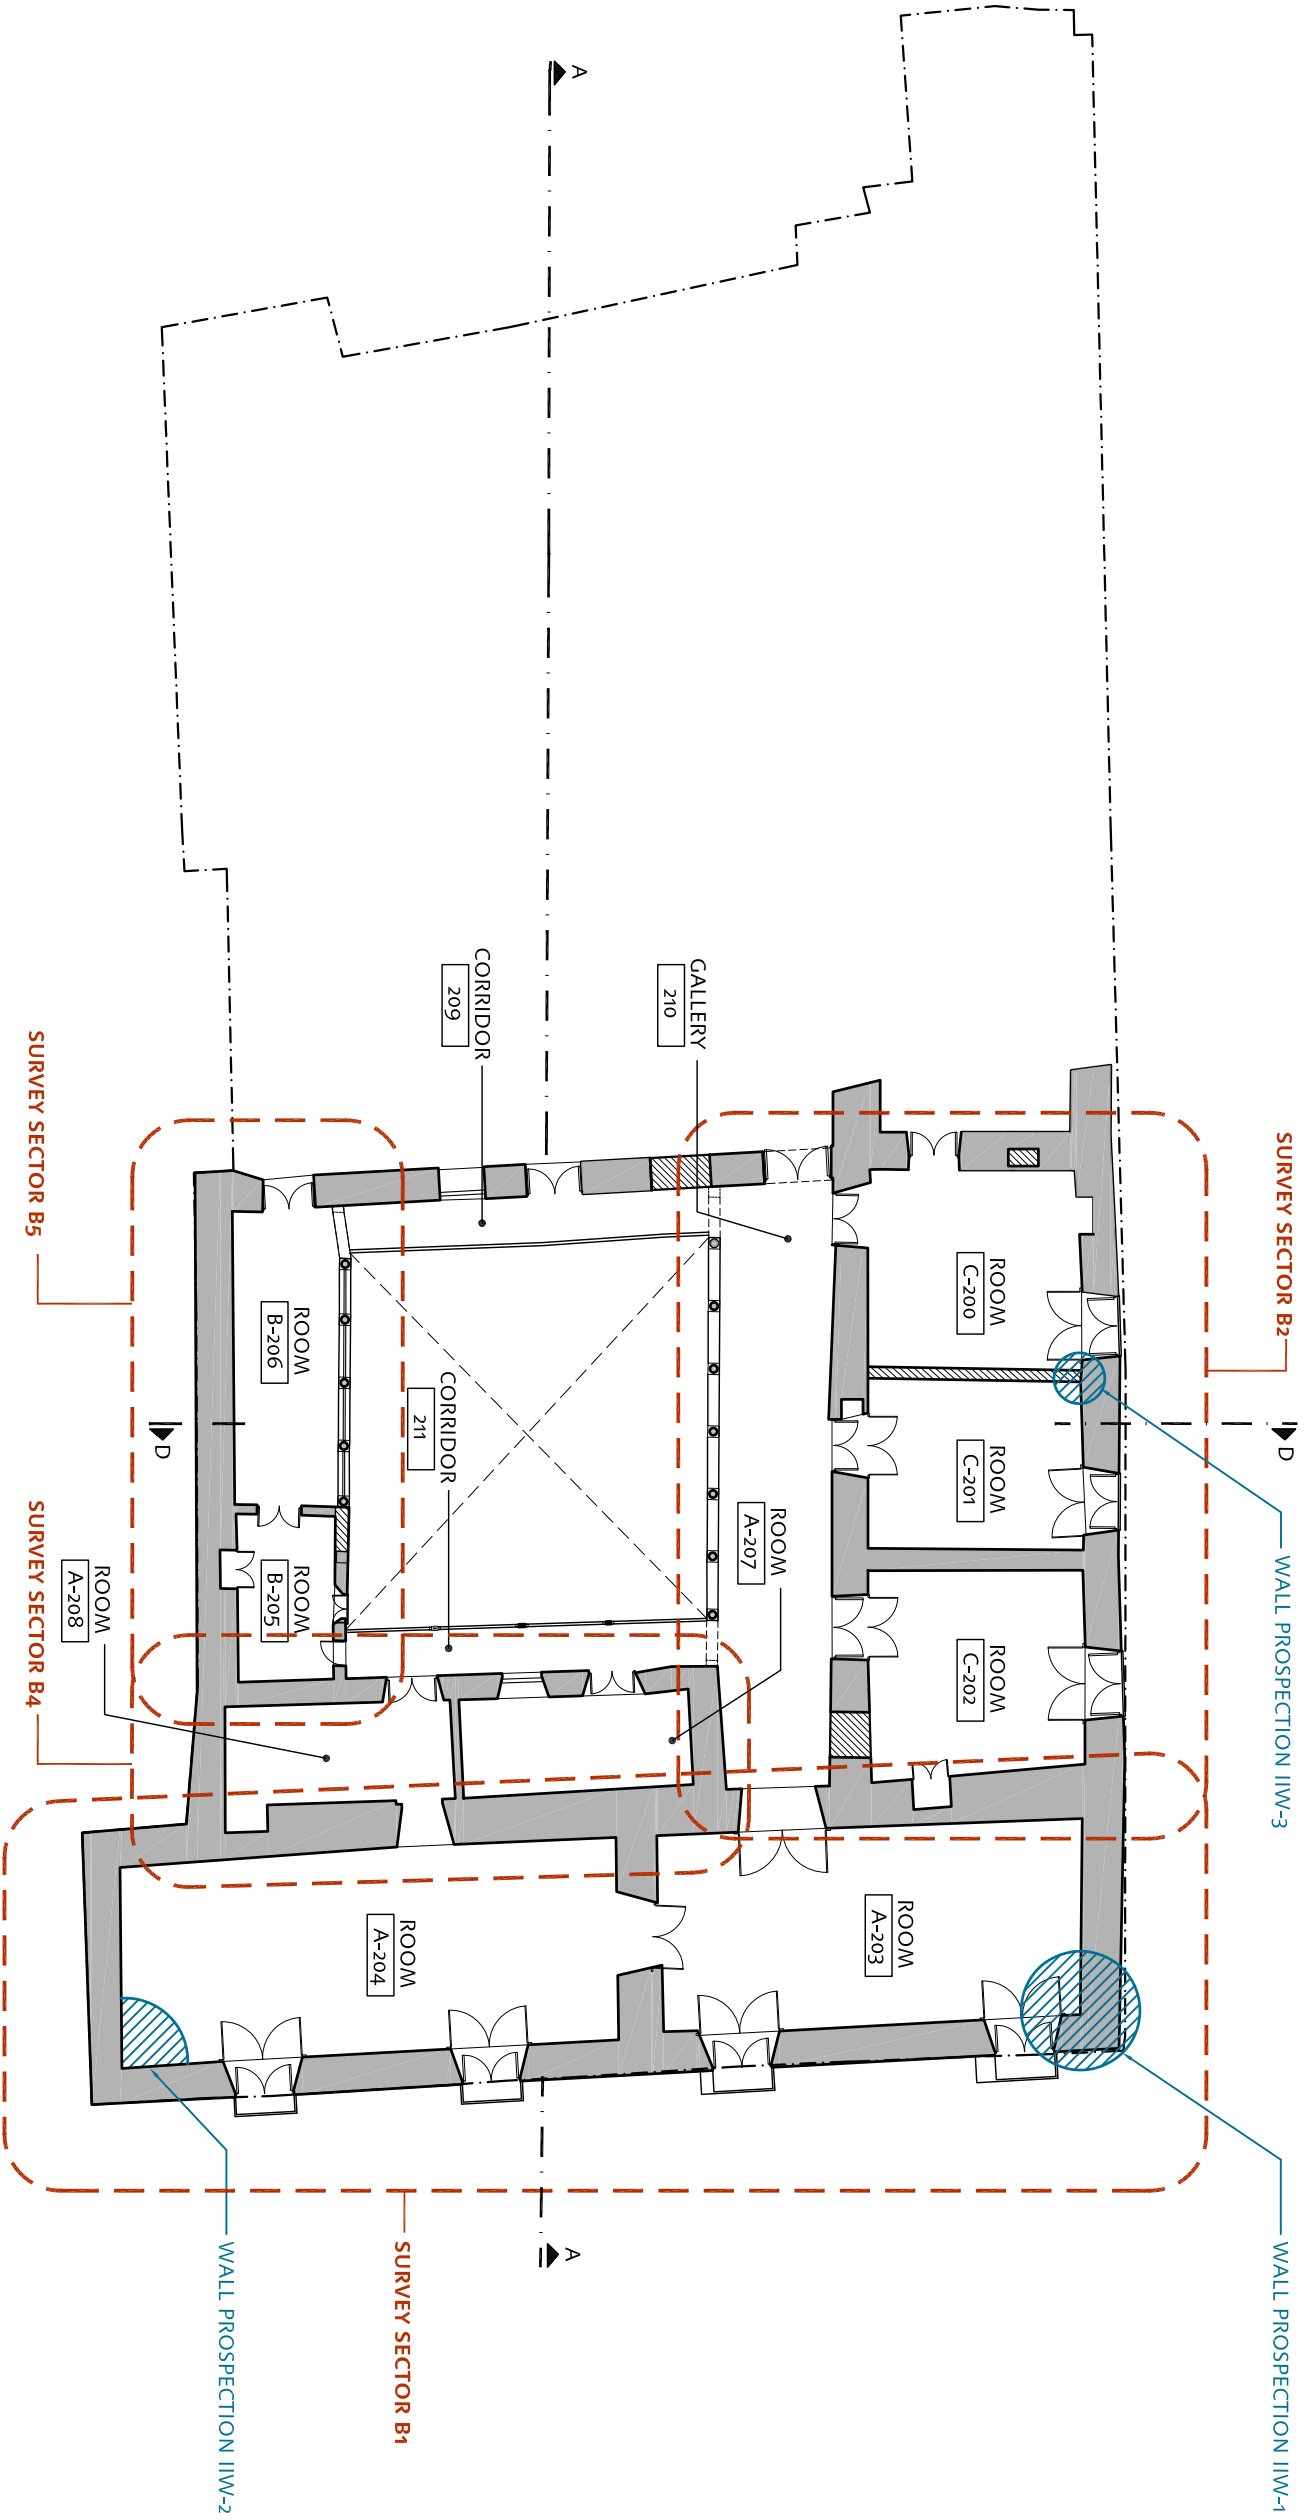 SURVEY SECTOR B2
WALL PROSPECTION IIW-3
WALL PROSPECTION IIW-1
D
ROOM
C-200
ROOM
C-201
ROOM
C-202
ROOM
A-203
GALLERY
210
ROOM
A-207
A
A
CORRIDOR
209
CORRIDOR
211
ROOM
A-204
SURVEY SECTOR B1
ROOM
B-206
ROOM
B-205
WALL PROSPECTION IIW-2
D
ROOM
A-208
SURVEY SECTOR B5
SURVEY SECTOR B4